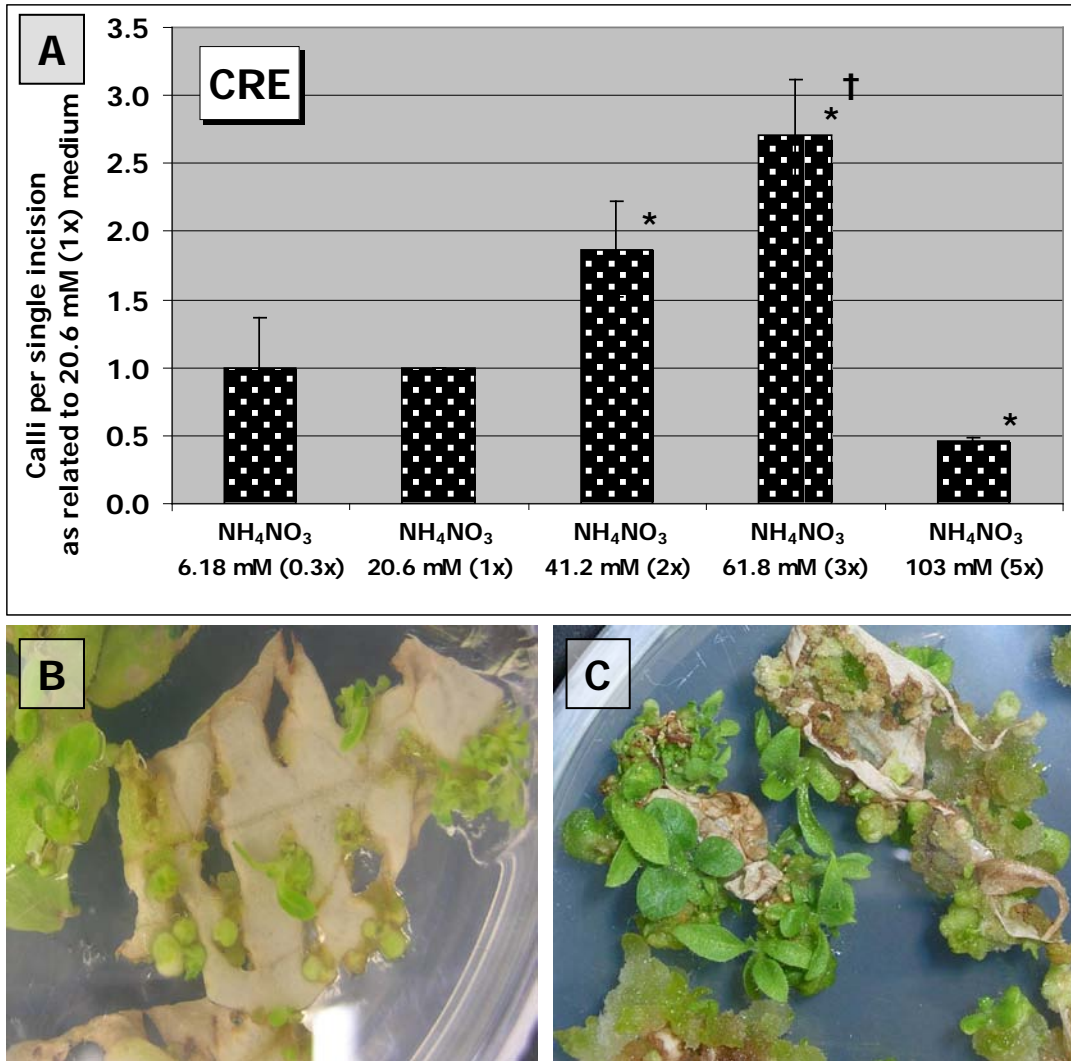 A
CRE
3.5
3.0
2.5
2.0
1.5
1.0
0.5
0.0
Calli per single incision
as related to 20.6 mM (1x) medium
*
* †
*
NH₄NO₃ NH₄NO₃ NH₄NO₃ NH₄NO₃ NH₄NO₃
6.18 mM (0.3x) 20.6 mM (1x) 41.2 mM (2x) 61.8 mM (3x) 103 mM (5x)
B
C